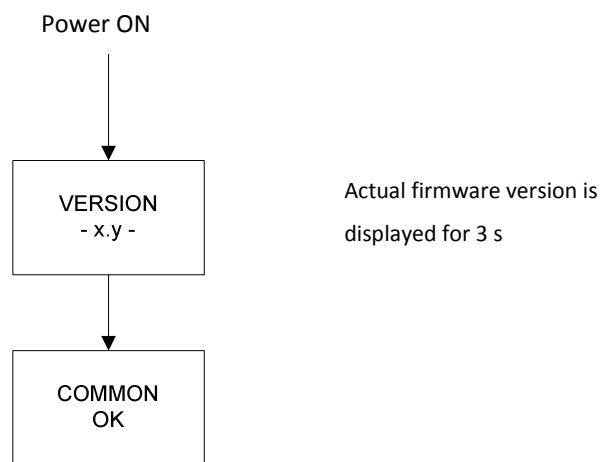 Power ON
VERSION
- x.y -
Actual firmware version is
displayed for 3 s
COMMON
OK